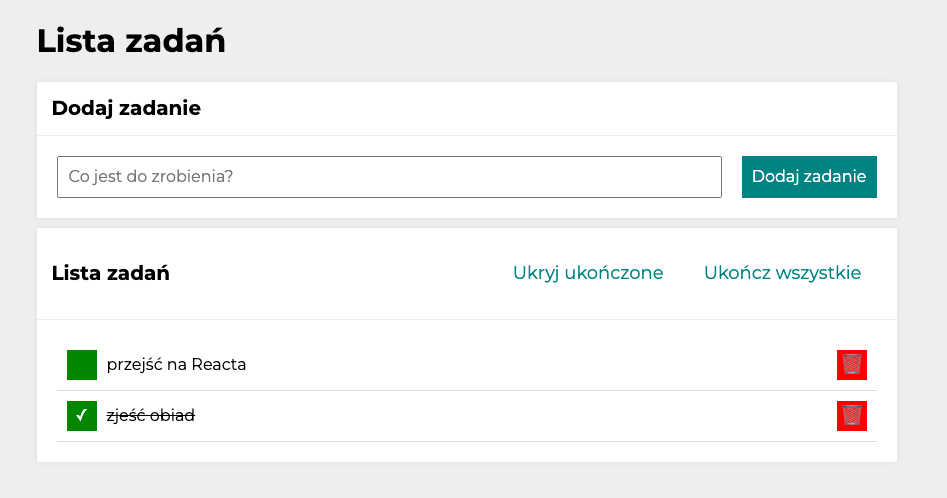 Lista zadań
Dodaj zadanie
Co jest do zrobienia?
Dodaj zadanie
Lista zadań
Ukryj ukończone
Ukończ wszystkie
przejść na Reacta
✓ zjeść obiad